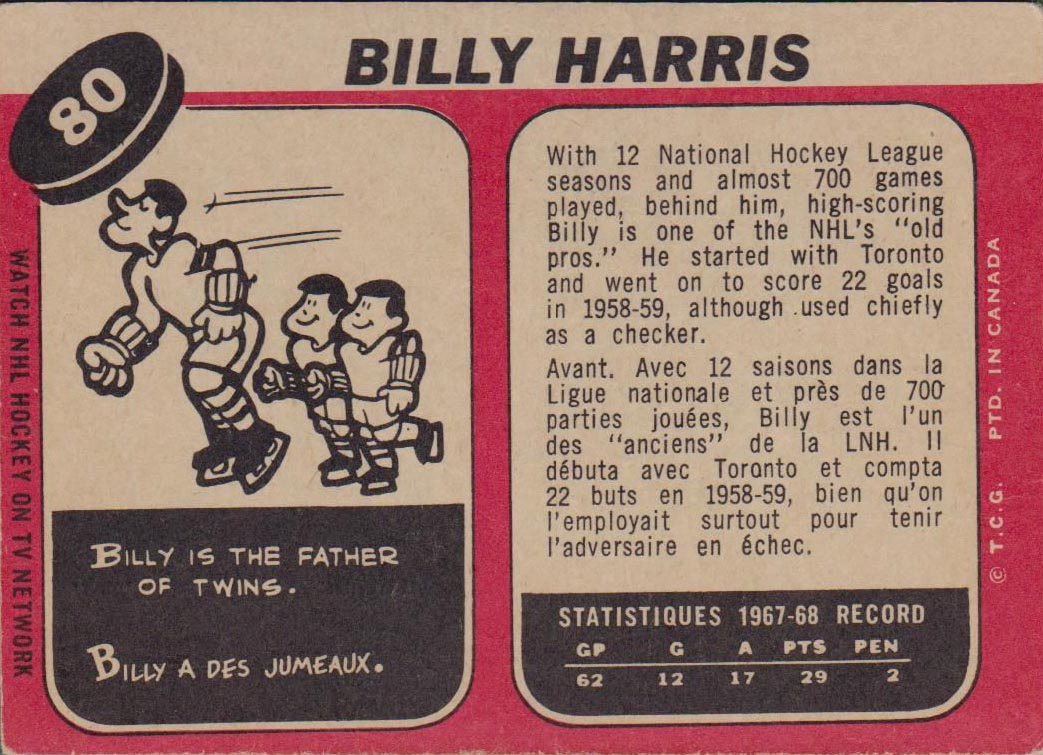 80
BILLY HARRIS
WATCH NHL HOCKEY ON TV NETWORK
BILLY IS THE FATHER
OF TWINS.
BILLY A DES JUMEAUX.
With 12 National Hockey League
seasons and almost 700 games
played, behind him, high-scoring
Billy is one of the NHL's "old
pros." He started with Toronto
and went on to score 22 goals
in 1958-59, although used chiefly
as a checker.
Avant. Avec 12 saisons dans la
Ligue nationale et près de 700
parties jouées, Billy est l'un
des "anciens" de la LNH. Il
débuta avec Toronto et compta
22 buts en 1958-59, bien qu'on
l'employait surtout pour tenir
l'adversaire en échec.
STATISTIQUES 1967-68 RECORD
GP G A PTS PEN
62 12 17 29 2
© T.C.G. PTD. IN CANADA